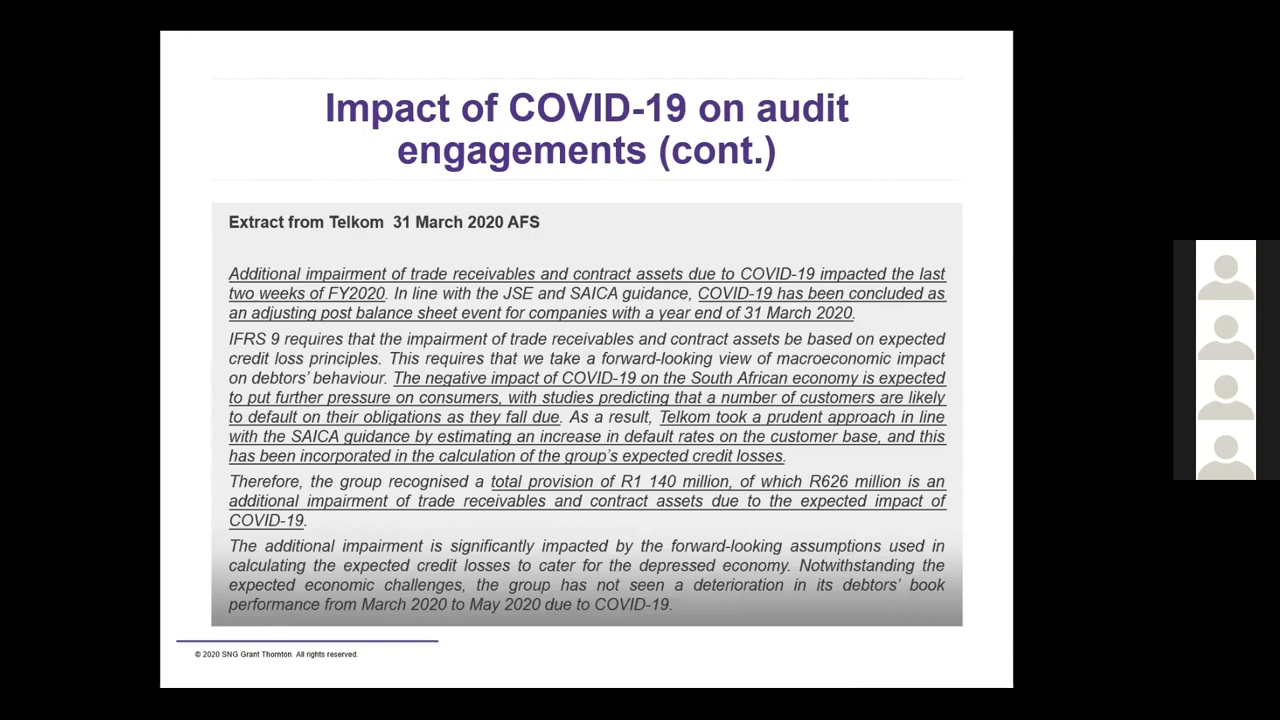 Impact of COVID-19 on audit
engagements (cont.)
Extract from Telkom 31 March 2020 AFS
Additional impairment of trade receivables and contract assets due to COVID-19 impacted the last
two weeks of FY2020. In line with the JSE and SAICA guidance, COVID-19 has been concluded as
an adjusting post balance sheet event for companies with a year end of 31 March 2020.
IFRS 9 requires that the impairment of trade receivables and contract assets be based on expected
credit loss principles. This requires that we take a forward-looking view of macroeconomic impact
on debtors' behaviour. The negative impact of COVID-19 on the South African economy is expected
to put further pressure on consumers, with studies predicting that a number of customers are likely
to default on their obligations as they fall due. As a result, Telkom took a prudent approach in line
with the SAICA guidance by estimating an increase in default rates on the customer base, and this
has been incorporated in the calculation of the group's expected credit losses.
Therefore, the group recognised a total provision of R1 140 million, of which R626 million is an
additional impairment of trade receivables and contract assets due to the expected impact of
COVID-19.
The additional impairment is significantly impacted by the forward-looking assumptions used in
calculating the expected credit losses to cater for the depressed economy. Notwithstanding the
expected economic challenges, the group has not seen a deterioration in its debtors' book
performance from March 2020 to May 2020 due to COVID-19.
© 2020 SNG Grant Thornton. All rights reserved.